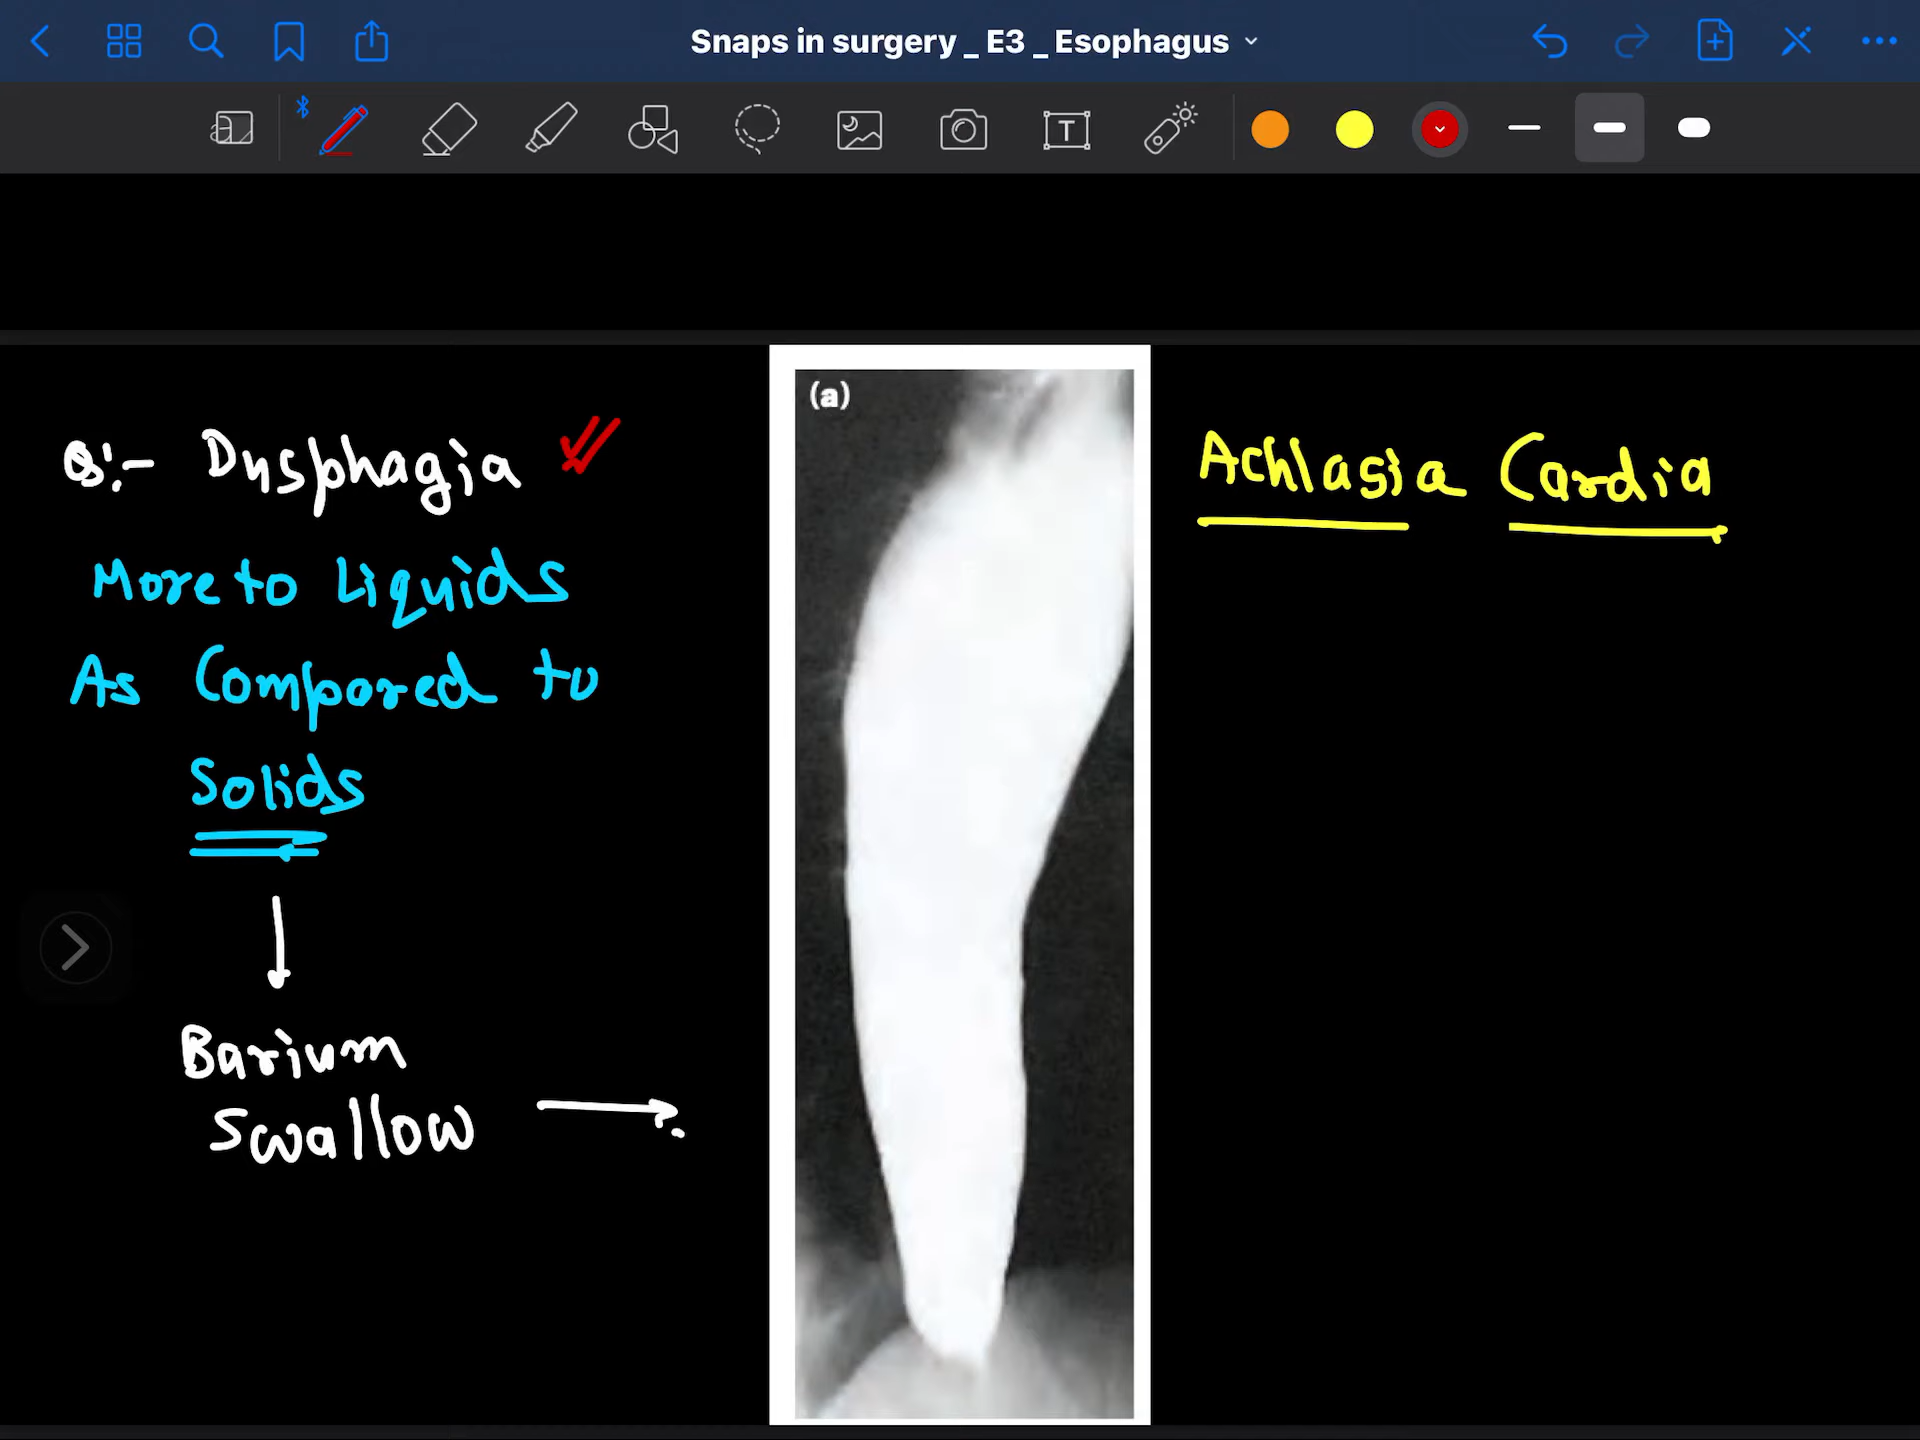 Snaps in surgery _ E3 _ Esophagus
Q:- Dysphagia
More to Liquids
As Compared to
Solids
Barium
Swallow
(a)
Achlasia Cardia